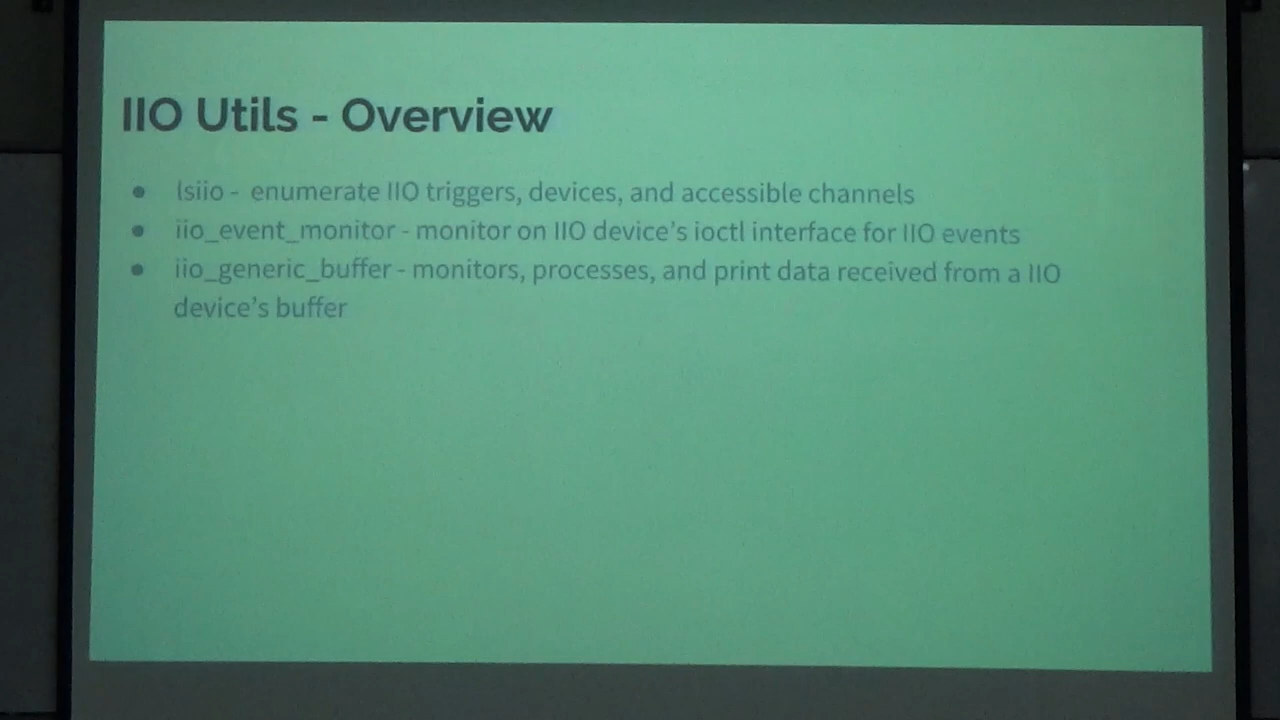 IIO Utils - Overview
● lsiio - enumerate IIO triggers, devices, and accessible channels
● iio_event_monitor - monitor on IIO device's ioctl interface for IIO events
● iio_generic_buffer - monitors, processes, and print data received from a IIO
device's buffer